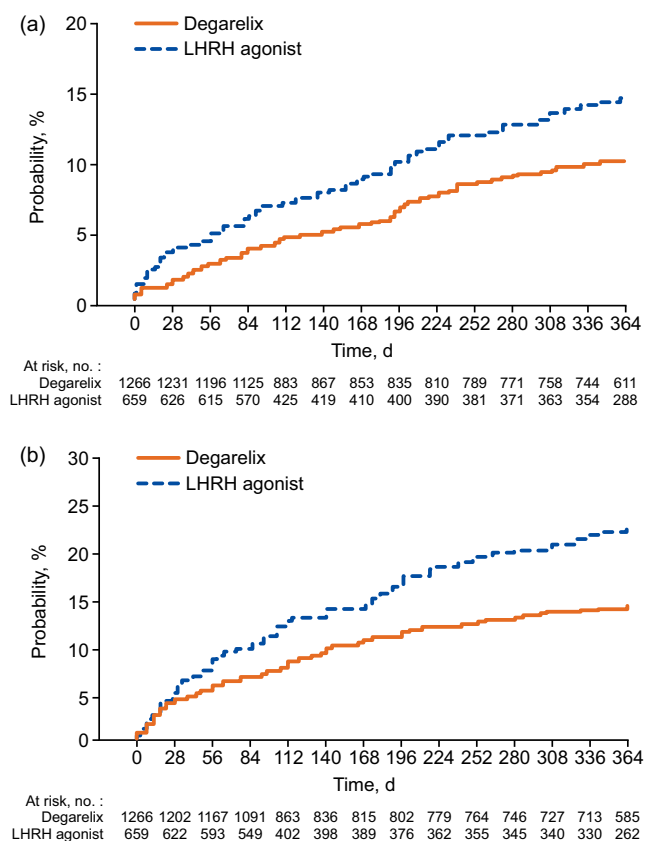 (a)
Degarelix
LHRH agonist
20
15
10
5
0
Probability, %
0 28 56 84 112 140 168 196 224 252 280 308 336 364
Time, d
At risk, no. :
Degarelix 1266 1231 1196 1125 883 867 853 835 810 789 771 758 744 611
LHRH agonist 659 626 615 570 425 419 410 400 390 381 371 363 354 288
(b)
Degarelix
LHRH agonist
30
25
20
15
10
5
0
Probability, %
0 28 56 84 112 140 168 196 224 252 280 308 336 364
Time, d
At risk, no. :
Degarelix 1266 1202 1167 1091 863 836 815 802 779 764 746 727 713 585
LHRH agonist 659 622 593 549 402 398 389 376 362 355 345 340 330 262